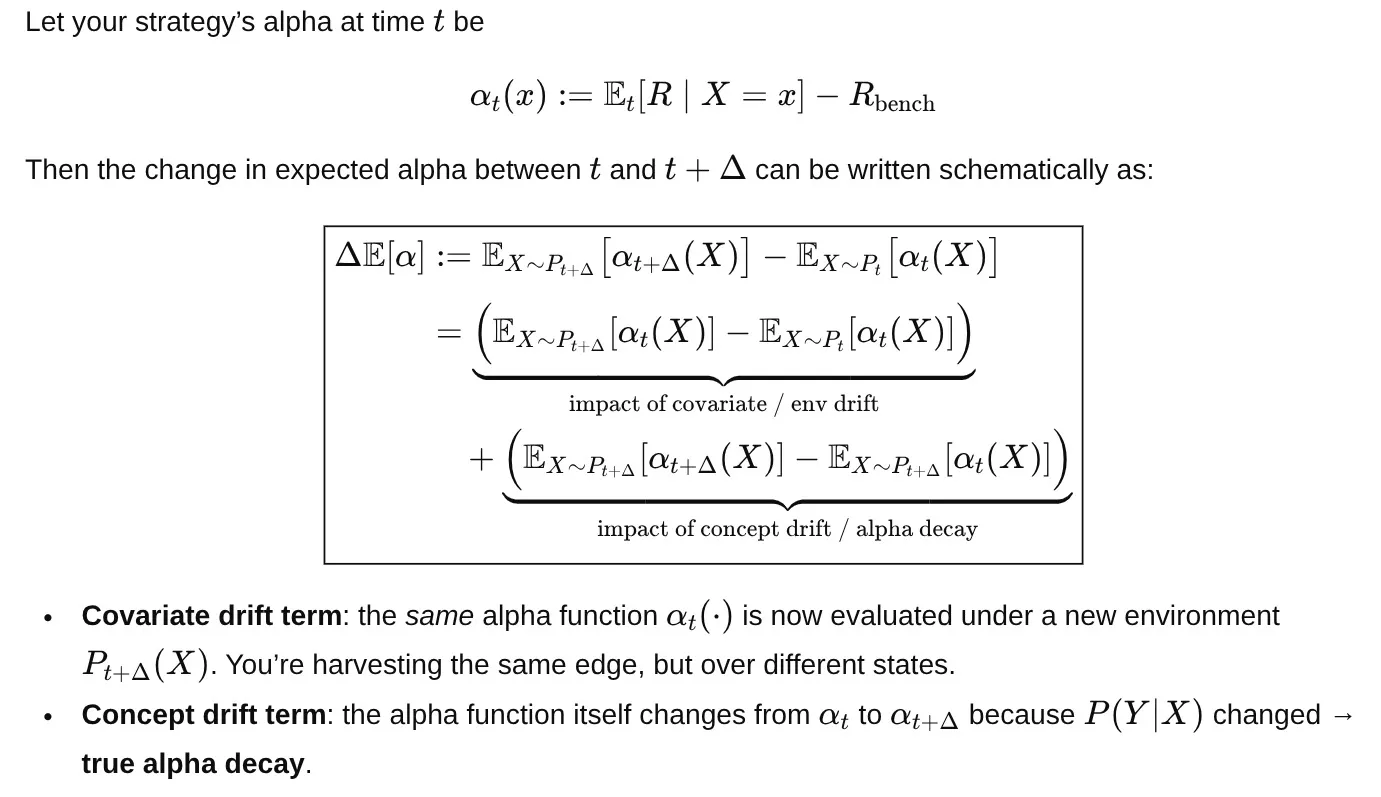 Let your strategy’s alpha at time t be
αₜ(x) := 𝔼ₜ[R | X = x] − R_bench
Then the change in expected alpha between t and t + Δ can be written schematically as:
Δ𝔼[α] := 𝔼_{X∼P_{t+Δ}}[α_{t+Δ}(X)] − 𝔼_{X∼P_t}[α_t(X)]
= (𝔼_{X∼P_{t+Δ}}[α_t(X)] − 𝔼_{X∼P_t}[α_t(X)])
impact of covariate / env drift
+ (𝔼_{X∼P_{t+Δ}}[α_{t+Δ}(X)] − 𝔼_{X∼P_{t+Δ}}[α_t(X)])
impact of concept drift / alpha decay
• Covariate drift term: the same alpha function α_t(·) is now evaluated under a new environment
P_{t+Δ}(X). You’re harvesting the same edge, but over different states.
• Concept drift term: the alpha function itself changes from α_t to α_{t+Δ} because P(Y|X) changed →
true alpha decay.